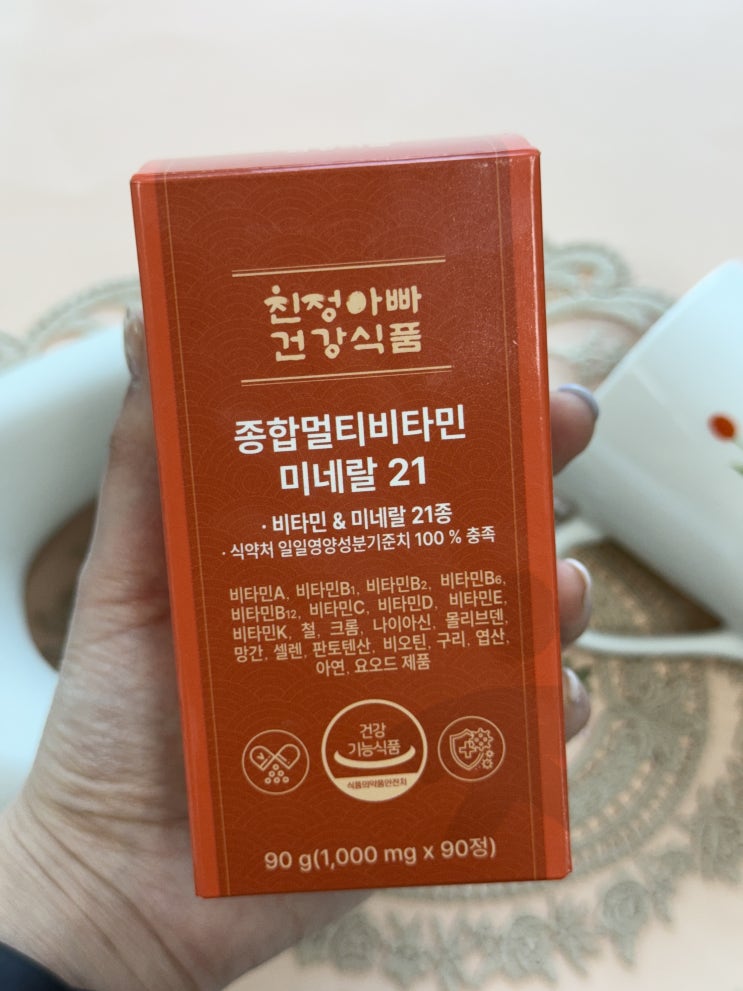 친정아빠
건강식품
종합멀티비타민
미네랄 21
· 비타민 & 미네랄 21종
· 식약처 일일영양성분기준치 100 % 충족
비타민A, 비타민B₁, 비타민B₂, 비타민B₆,
비타민B₁₂, 비타민C, 비타민D, 비타민E,
비타민K, 철, 크롬, 나이아신, 몰리브덴,
망간, 셀렌, 판토텐산, 비오틴, 구리, 엽산,
아연, 요오드 제품
건강
기능식품
식품의약품안전처
90 g(1,000 mg x 90정)